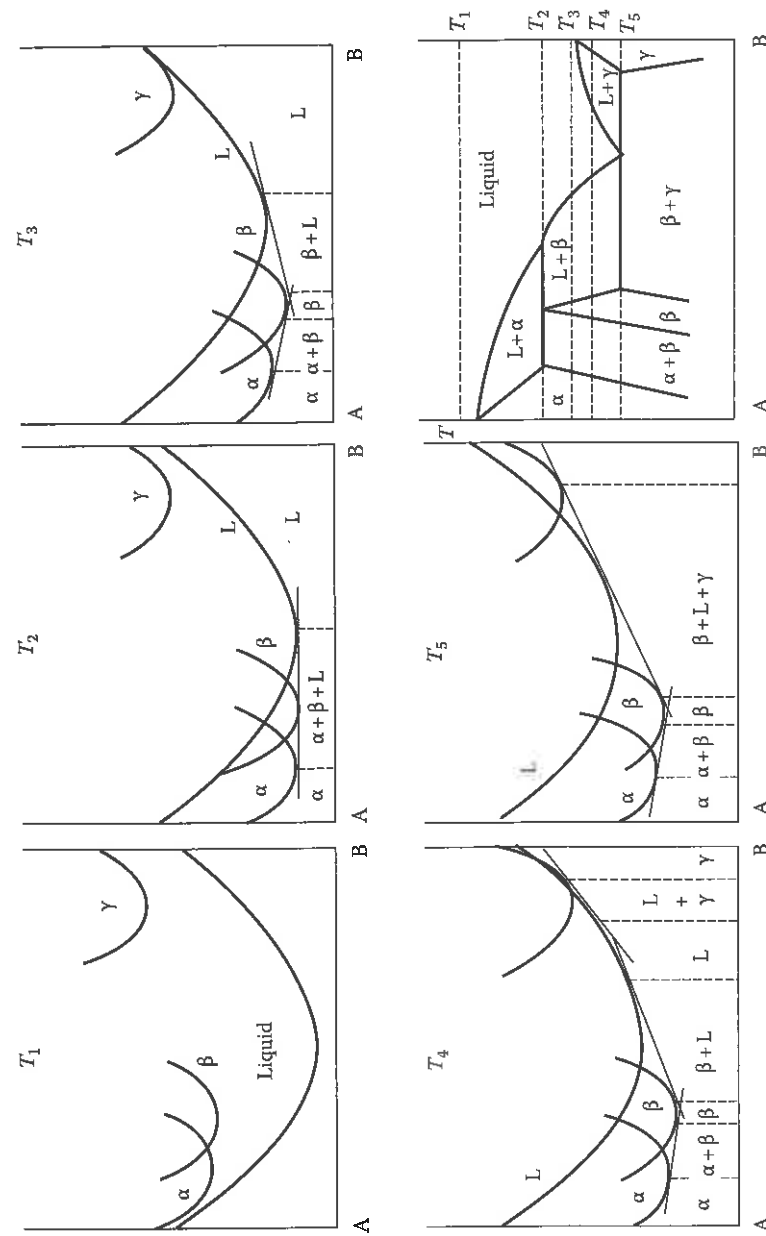 T₁
α
β
γ
Liquid
A
B
T₂
α
β
γ
L
α
α+β+L
L
A
B
T₃
α
β
γ
L
α
α+β
β
β+L
L
A
B
T₄
L
α
β
α
α+β
β
β+L
L
L
+
γ
γ
A
B
T₅
L
α
β
α
α+β
β
β+L+γ
A
B
T
T₁
T₂
T₃
T₄
T₅
Liquid
L+α
L+β
L+γ
α
γ
α+β
β
β+γ
A
B